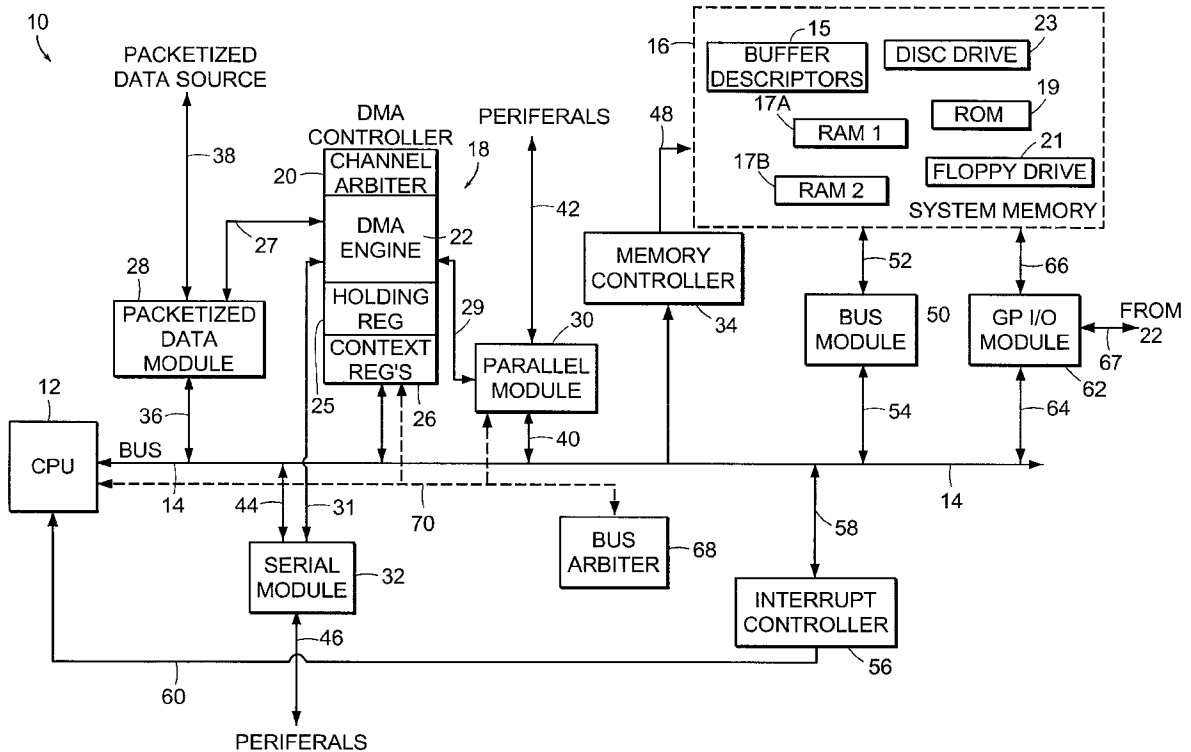 10
PACKETIZED
DATA SOURCE
38
27
28
PACKETIZED
DATA
MODULE
36
12
CPU
BUS
14
DMA
CONTROLLER
18
20
CHANNEL
ARBITER
DMA
ENGINE
22
HOLDING
REG
CONTEXT
REG'S
25
26
29
PERIFERALS
42
30
PARALLEL
MODULE
40
48
MEMORY
CONTROLLER
34
16
15
BUFFER
DESCRIPTORS
23
DISC DRIVE
17A
RAM 1
19
ROM
17B
RAM 2
21
FLOPPY DRIVE
SYSTEM MEMORY
52
66
BUS
MODULE
50
GP I/O
MODULE
FROM
22
67
62
54
64
14
44
31
70
SERIAL
MODULE
32
46
BUS
ARBITER
68
58
INTERRUPT
CONTROLLER
56
60
PERIFERALS